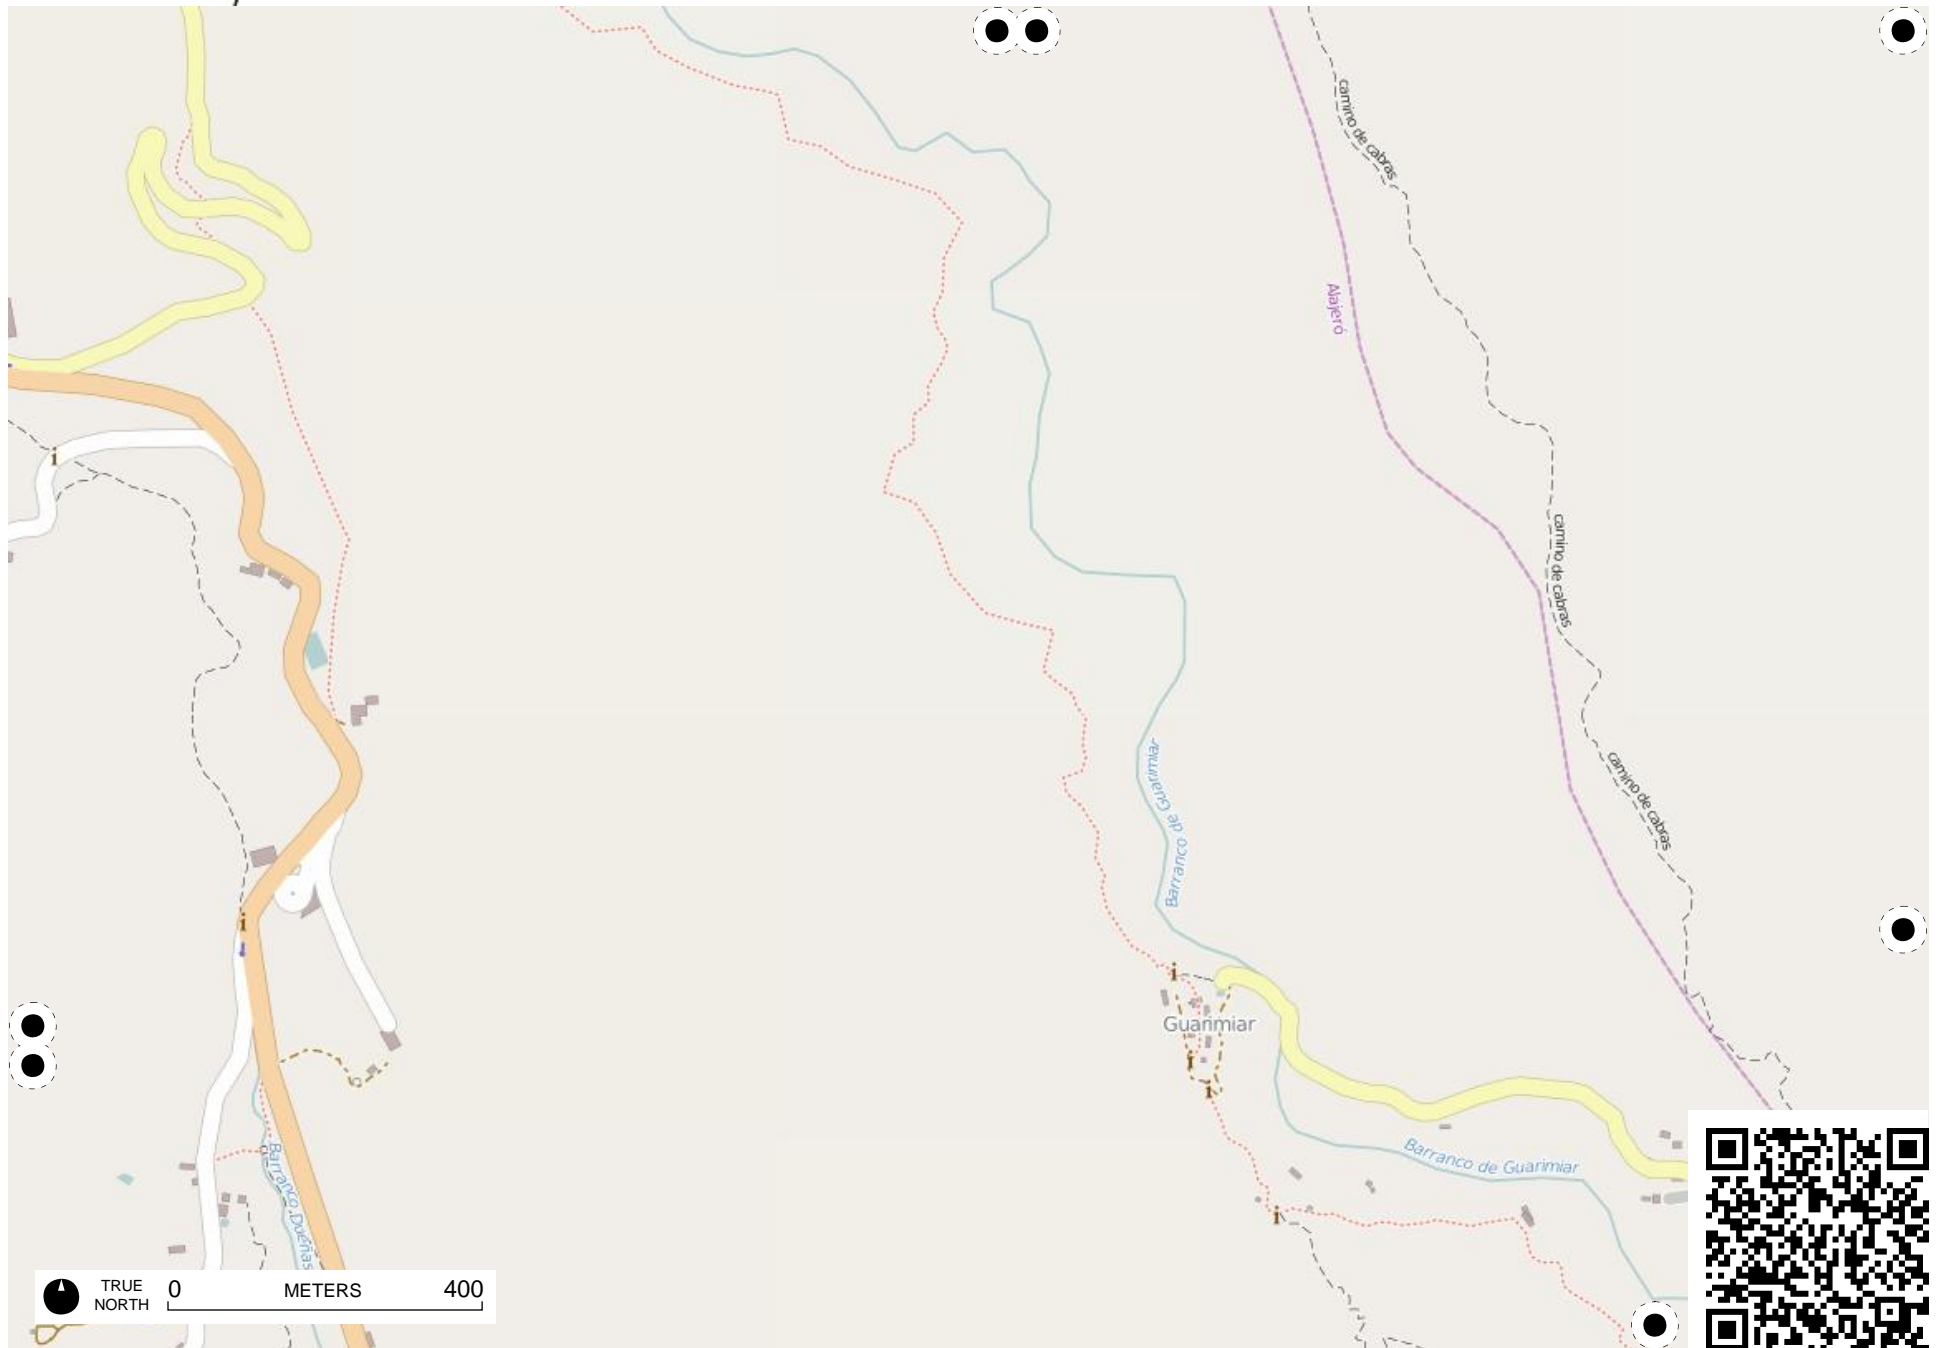 camino de cabras
Alajeró
camino de cabras
Barranco de Guarimiar
camino de cabras
Guarimiar
Barranco de Guarimiar
Barranco Dueñas
TRUE NORTH
0 METERS 400